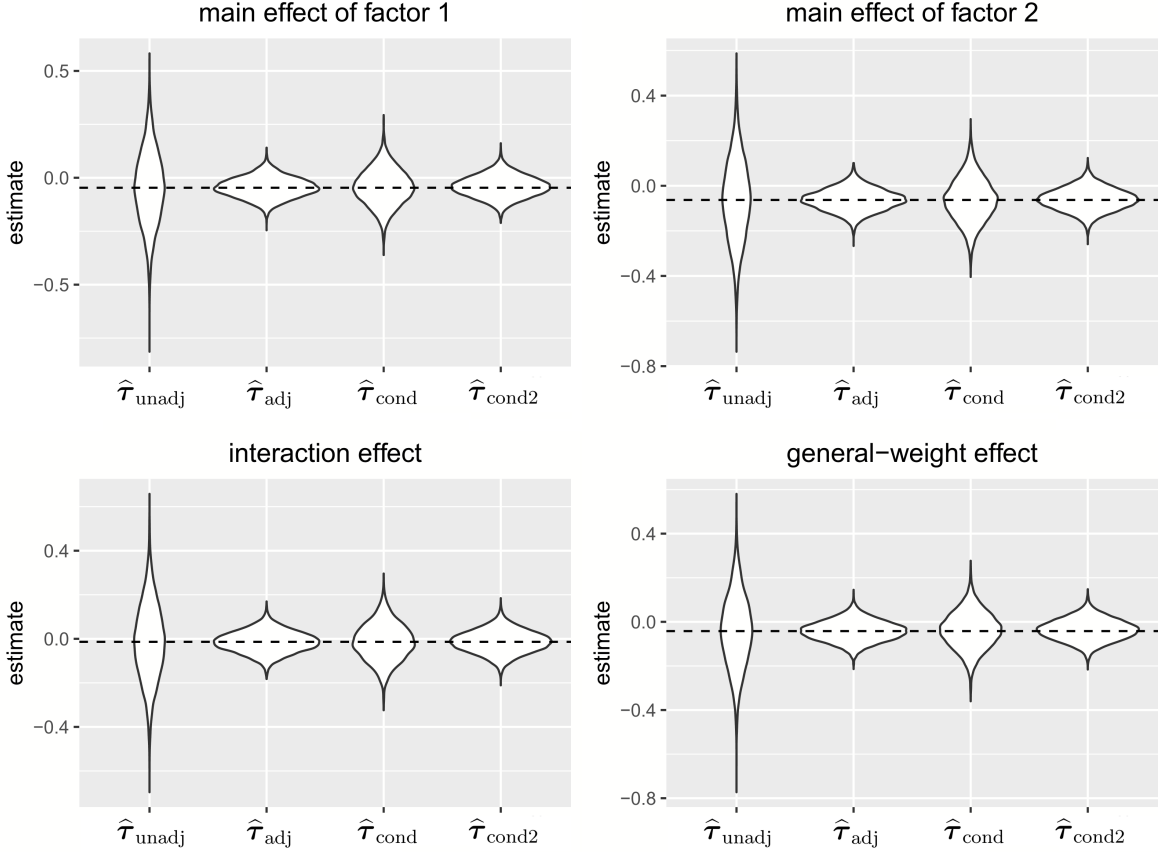 main effect of factor 1
estimate
0.5
0.0
−0.5
τ̂unadj τ̂adj τ̂cond τ̂cond2
main effect of factor 2
estimate
0.4
0.0
−0.4
−0.8
τ̂unadj τ̂adj τ̂cond τ̂cond2
interaction effect
estimate
0.4
0.0
−0.4
τ̂unadj τ̂adj τ̂cond τ̂cond2
general−weight effect
estimate
0.4
0.0
−0.4
−0.8
τ̂unadj τ̂adj τ̂cond τ̂cond2